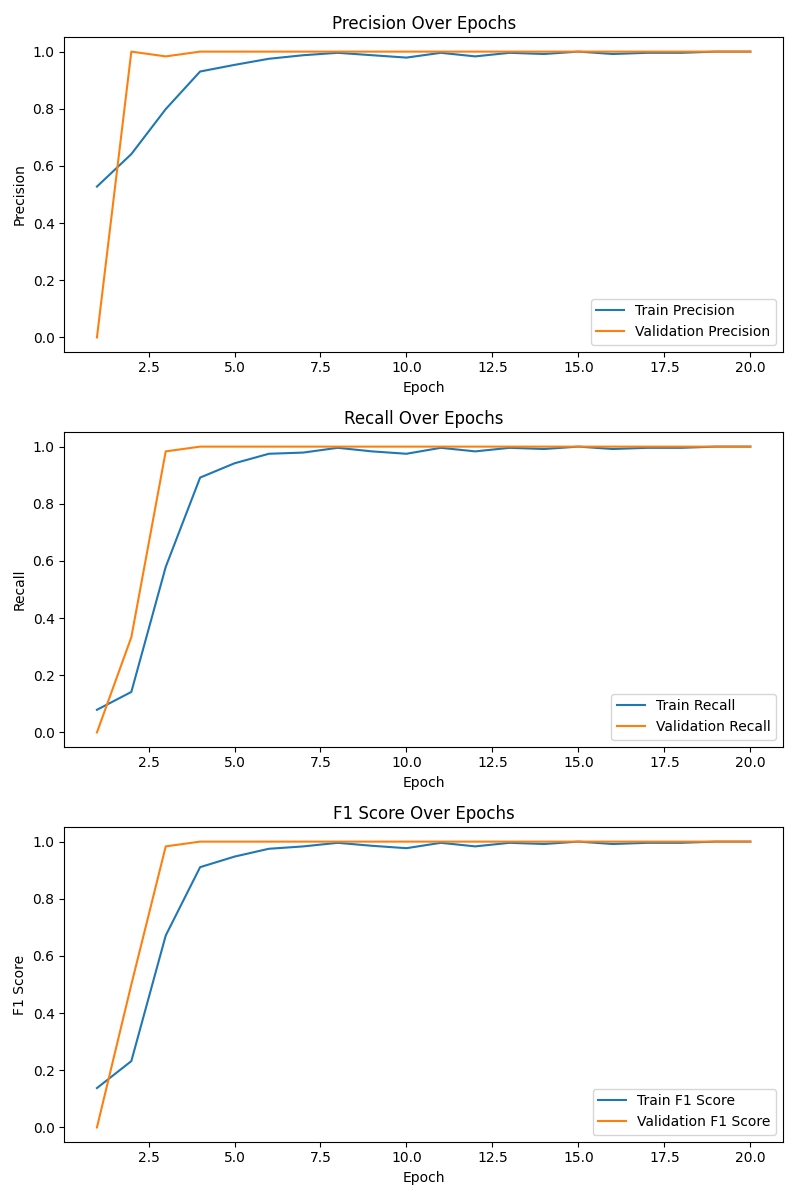 Precision Over Epochs
1.0
0.8
0.6
0.4
0.2
0.0
Precision
2.5 5.0 7.5 10.0 12.5 15.0 17.5 20.0
Epoch
Train Precision
Validation Precision
Recall Over Epochs
1.0
0.8
0.6
0.4
0.2
0.0
Recall
2.5 5.0 7.5 10.0 12.5 15.0 17.5 20.0
Epoch
Train Recall
Validation Recall
F1 Score Over Epochs
1.0
0.8
0.6
0.4
0.2
0.0
F1 Score
2.5 5.0 7.5 10.0 12.5 15.0 17.5 20.0
Epoch
Train F1 Score
Validation F1 Score